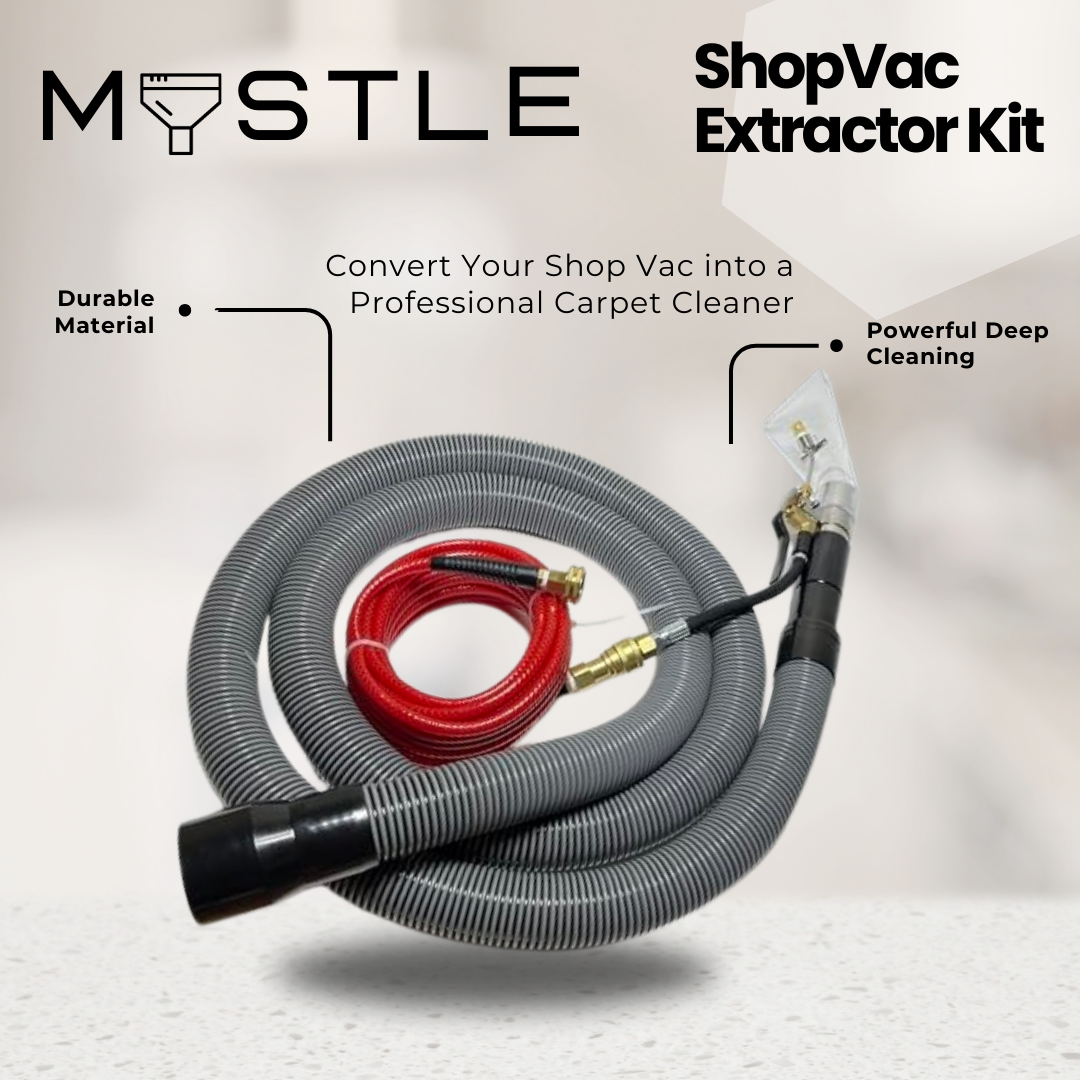 MYSTLE
ShopVac
Extractor Kit
Convert Your Shop Vac into a
Professional Carpet Cleaner
Durable
Material
Powerful Deep
Cleaning